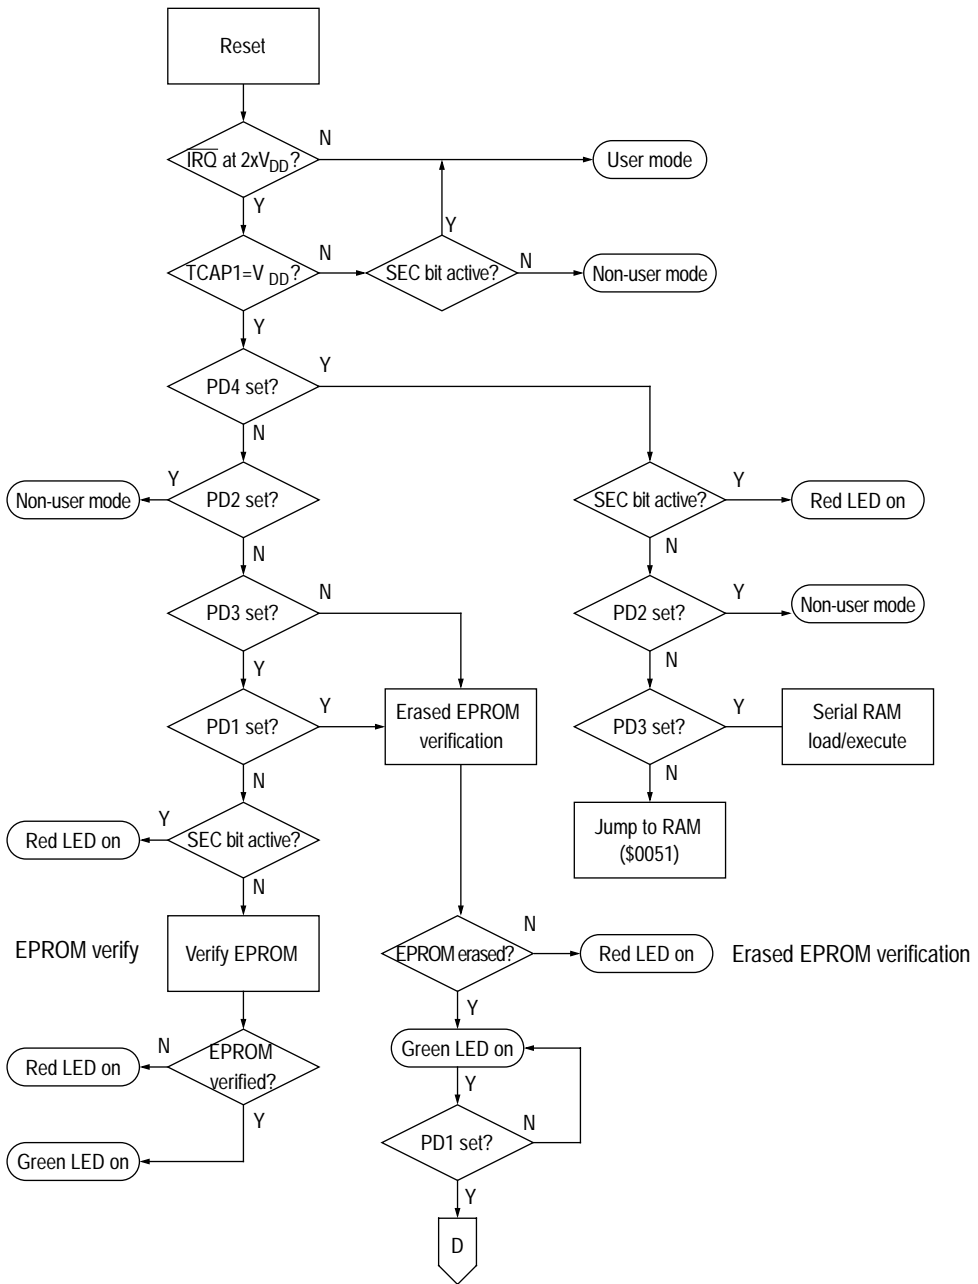 Reset
N
IRQ at 2xVDD?
User mode
Y
Y
N
TCAP1=V DD?
SEC bit active?
N
Non-user mode
Y
Y
PD4 set?
N
Y
Non-user mode
PD2 set?
SEC bit active?
Y
Red LED on
N
N
N
PD3 set?
PD2 set?
Y
Non-user mode
Y
N
Y
PD1 set?
Erased EPROM
verification
PD3 set?
Y
Serial RAM
load/execute
N
N
Y
Red LED on
SEC bit active?
Jump to RAM
($0051)
N
EPROM verify
Verify EPROM
EPROM erased?
N
Red LED on
Erased EPROM verification
Y
N
Red LED on
EPROM
verified?
Green LED on
Y
Y
N
PD1 set?
Green LED on
Y
D